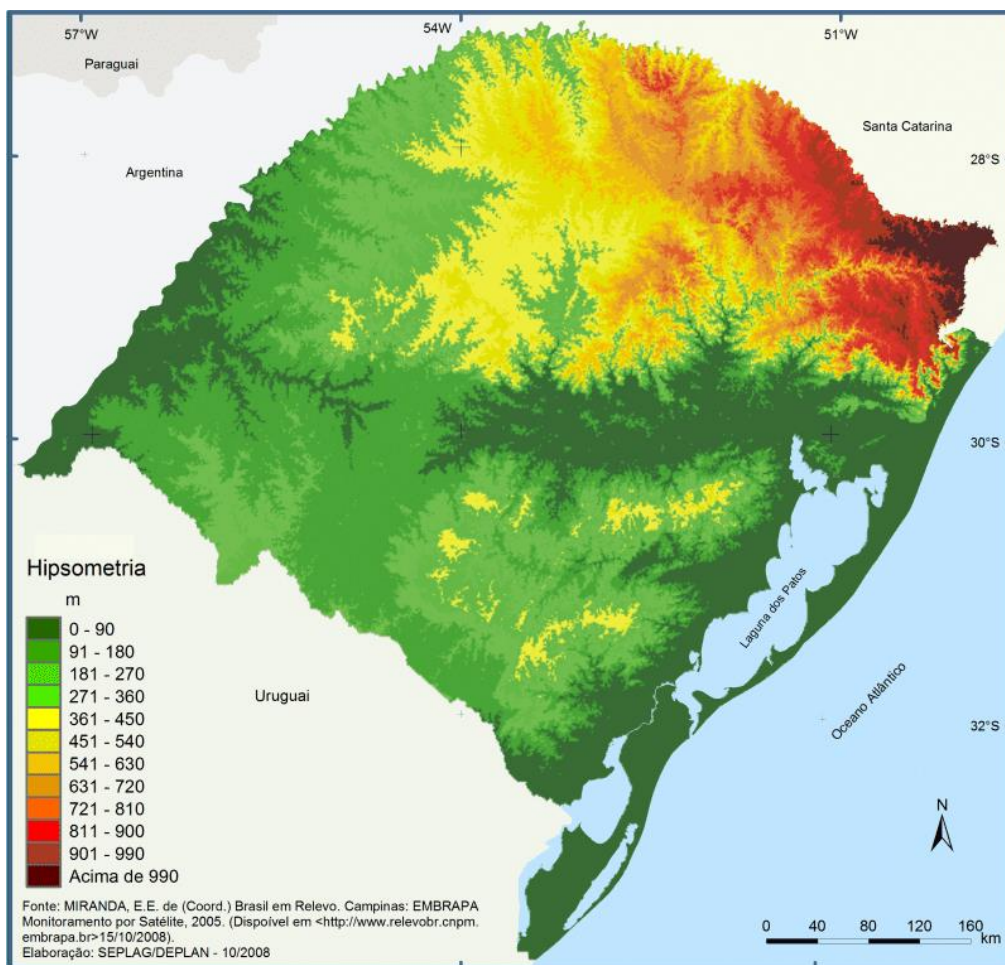 57°W
54W
51°W
Paraguai
Santa Catarina
28°S
Argentina
30°S
Hipsometria
m
0 - 90
91 - 180
181 - 270
271 - 360
361 - 450
451 - 540
541 - 630
631 - 720
721 - 810
811 - 900
901 - 990
Acima de 990
Laguna dos Patos
Uruguai
Oceano Atlântico
32°S
N
0 40 80 120 160
km
Fonte: MIRANDA, E.E. de (Coord.) Brasil em Relevo. Campinas: EMBRAPA
Monitoramento por Satélite, 2005. (Dispoível em <http://www.relevobr.cnpm.
embrapa.br>15/10/2008).
Elaboração: SEPLAG/DEPLAN - 10/2008